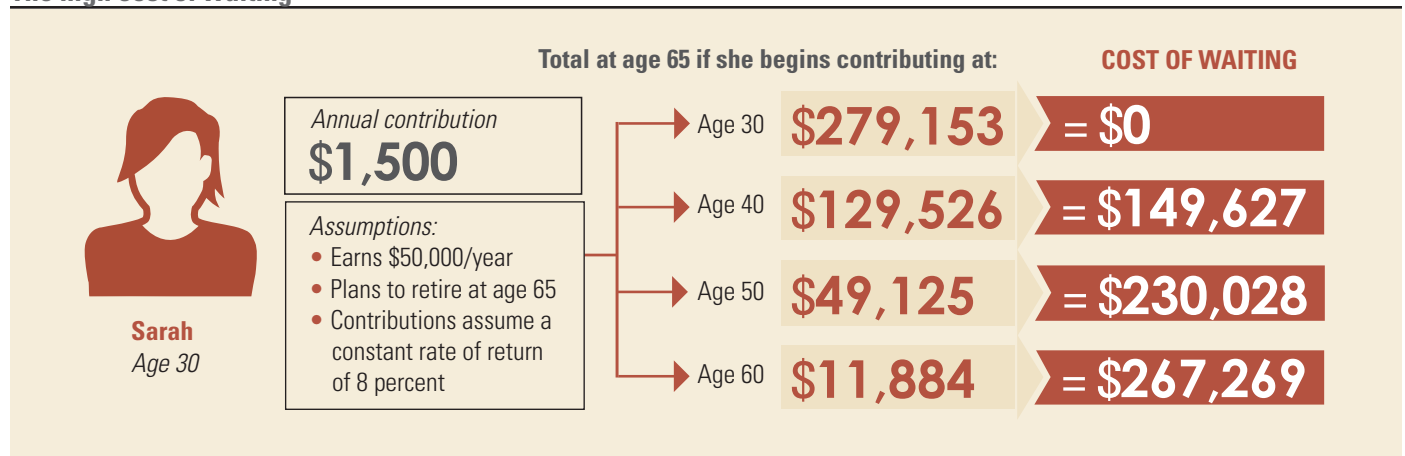 Total at age 65 if she begins contributing at:
COST OF WAITING
Annual contribution
$1,500
Assumptions:
• Earns $50,000/year
• Plans to retire at age 65
• Contributions assume a
constant rate of return
of 8 percent
Sarah
Age 30
Age 30 $279,153 = $0
Age 40 $129,526 = $149,627
Age 50 $49,125 = $230,028
Age 60 $11,884 = $267,269